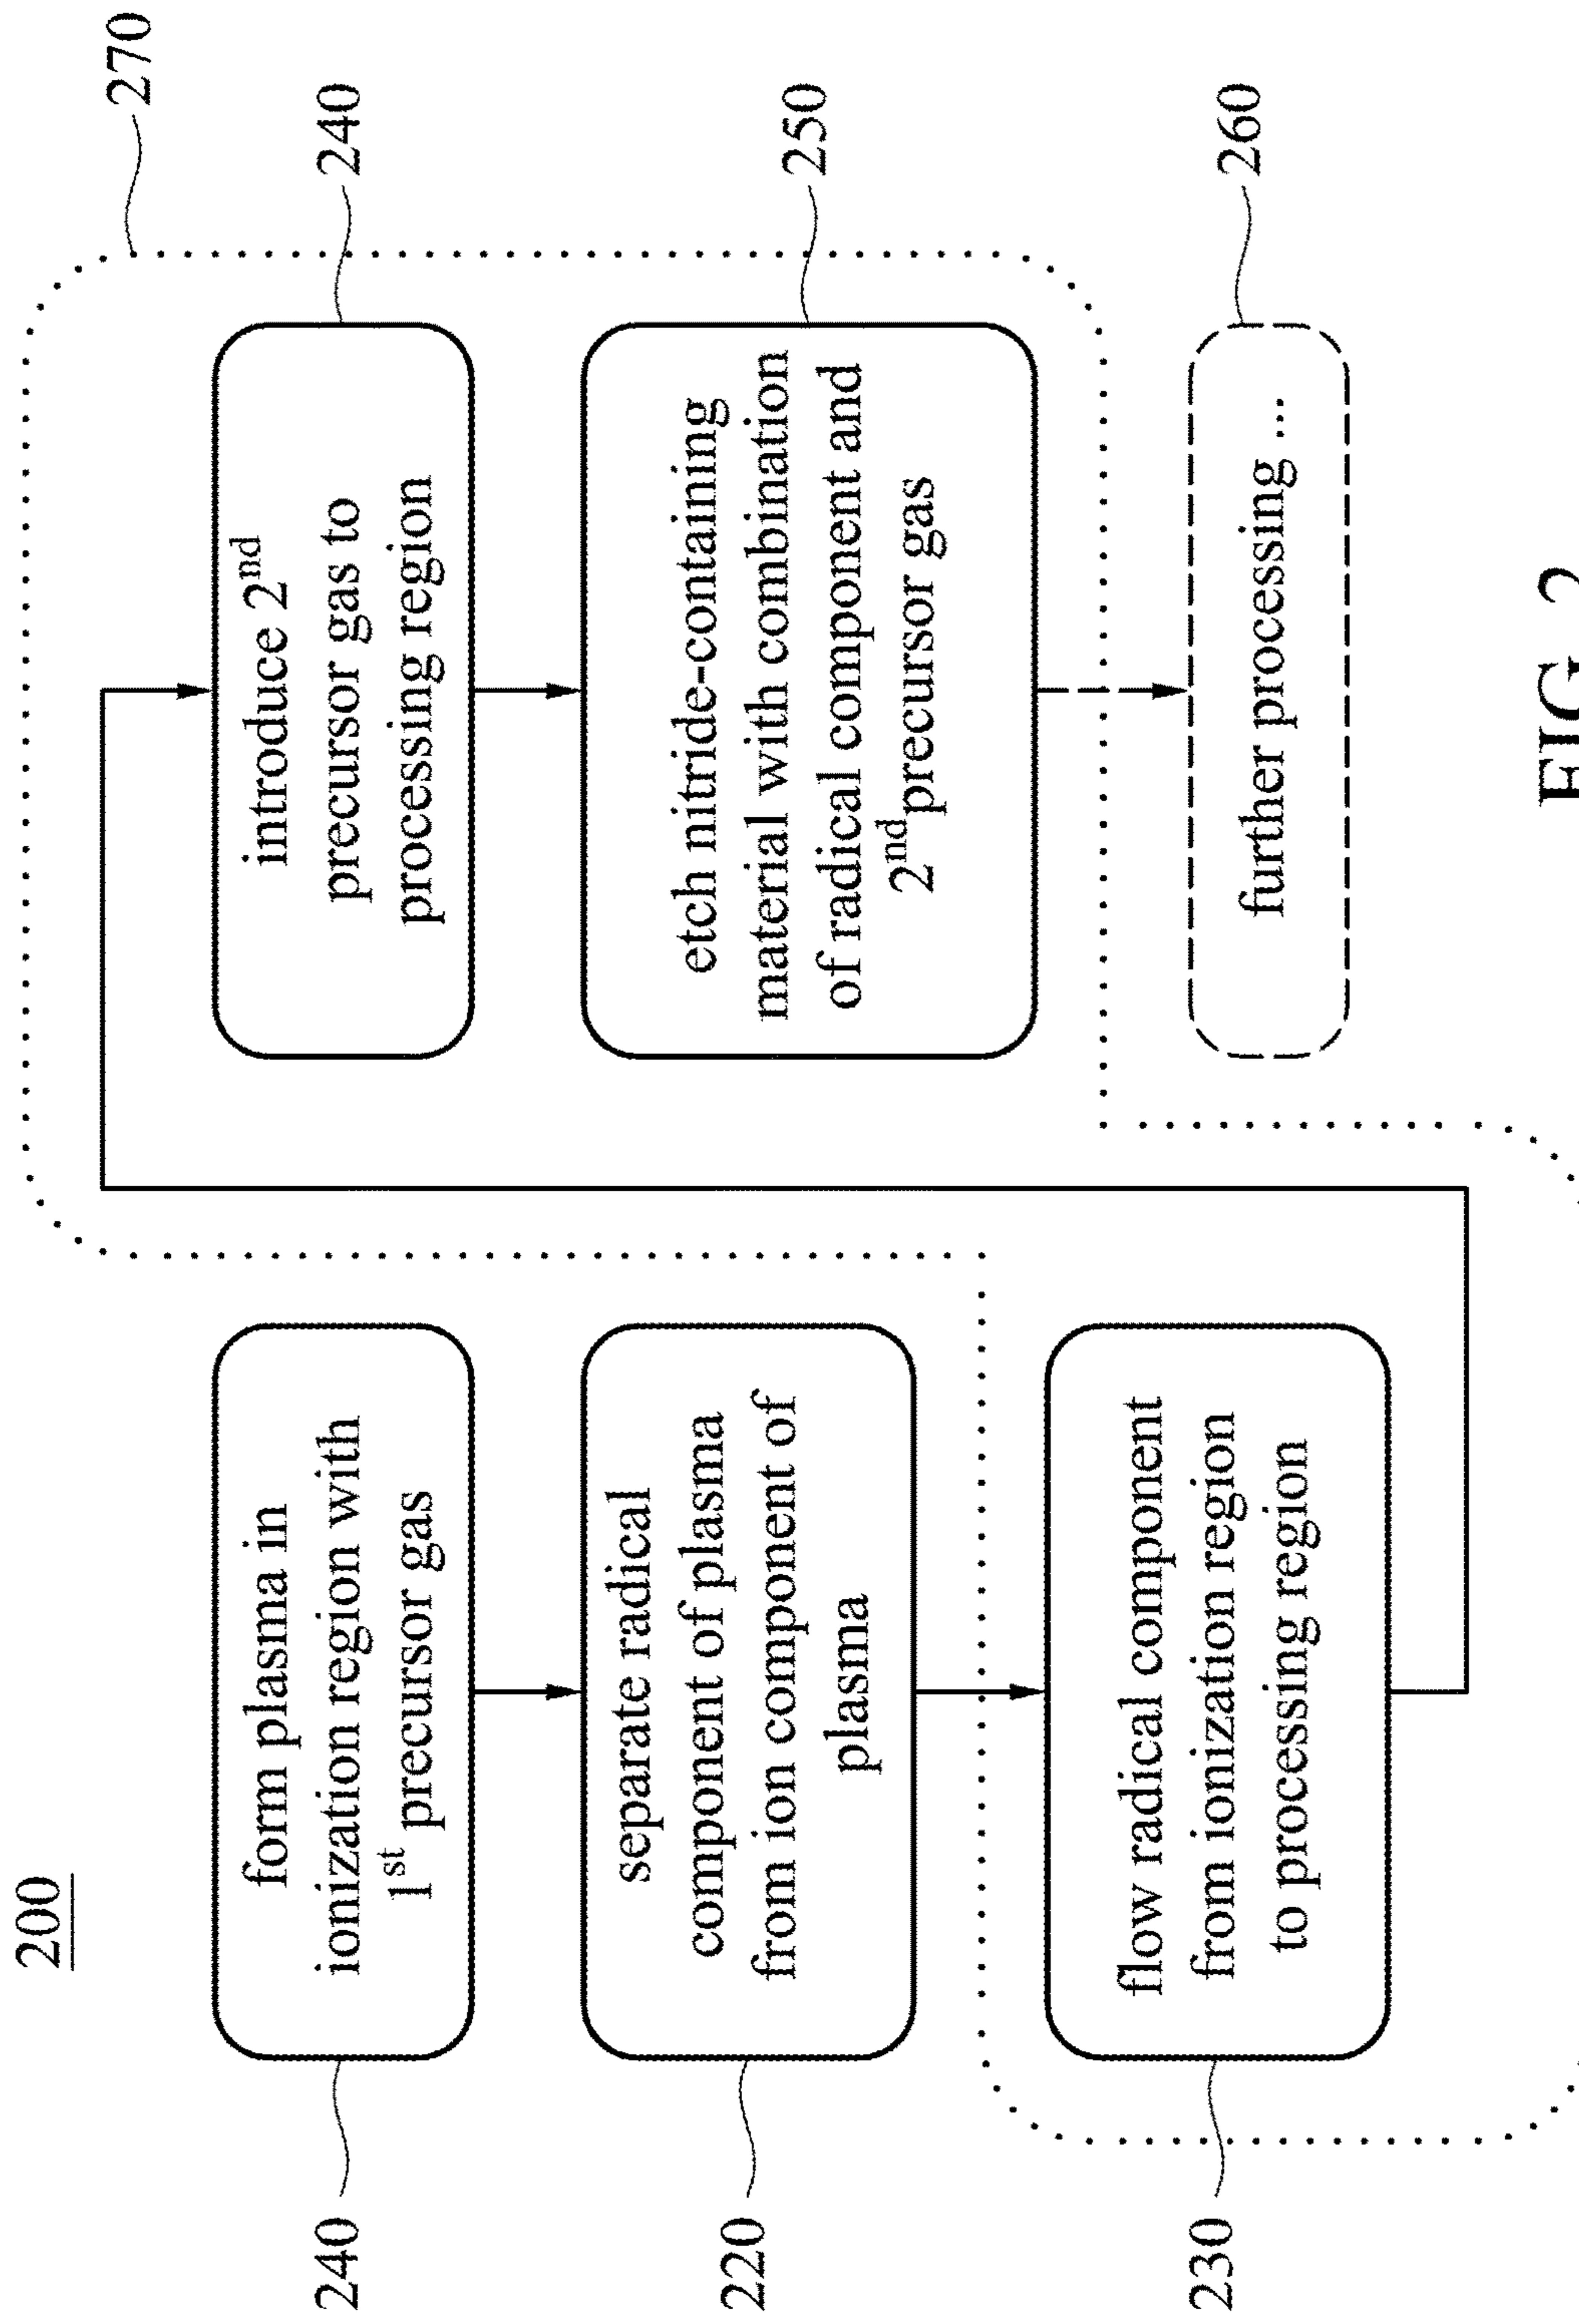 200
270
240
form plasma in
ionization region with
1st precursor gas
220
separate radical
component of plasma
from ion component of
plasma
230
flow radical component
from ionization region
to processing region
240
introduce 2nd
precursor gas to
processing region
250
etch nitride-containing
material with combination
of radical component and
2nd precursor gas
260
further processing ...
FIG 2